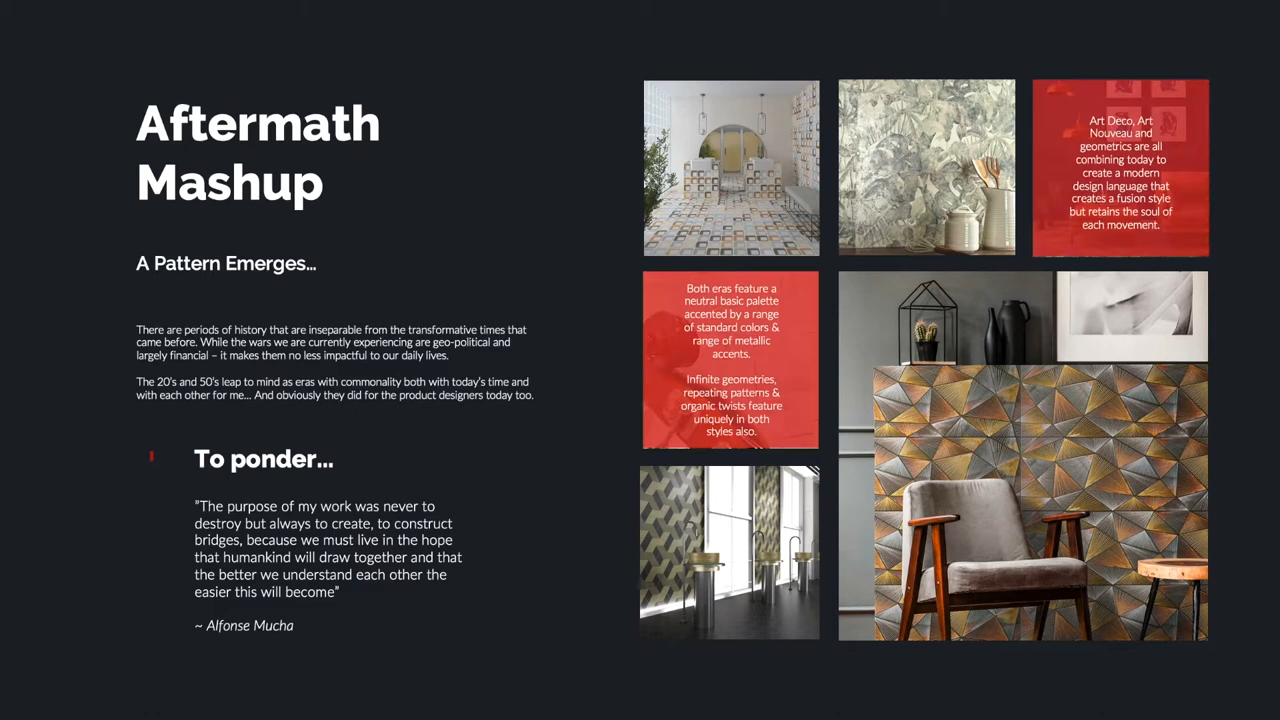 Aftermath
Mashup
A Pattern Emerges...
There are periods of history that are inseparable from the transformative times that
came before. While the wars we are currently experiencing are geo-political and
largely financial – it makes them no less impactful to our daily lives.
The 20's and 50's leap to mind as eras with commonality both with today's time and
with each other for me... And obviously they did for the product designers today too.
To ponder...
"The purpose of my work was never to
destroy but always to create, to construct
bridges, because we must live in the hope
that humankind will draw together and that
the better we understand each other the
easier this will become"
~ Alfonse Mucha
Art Deco, Art
Nouveau and
geometrics are all
combining today to
create a modern
design language that
creates a fusion style
but retains the soul of
each movement.
Both eras feature a
neutral basic palette
accented by a range
of standard colors &
range of metallic
accents.
Infinite geometries,
repeating patterns &
organic twists feature
uniquely in both
styles also.